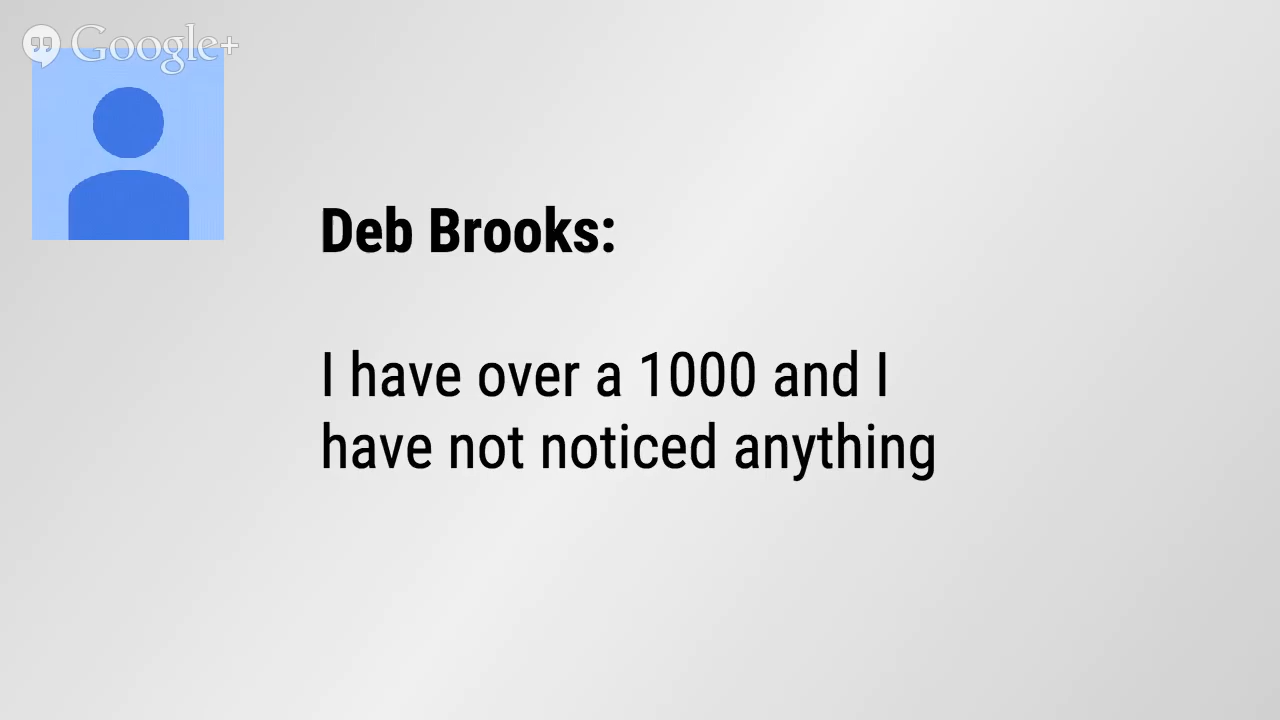 Google+
Deb Brooks:
I have over a 1000 and I
have not noticed anything